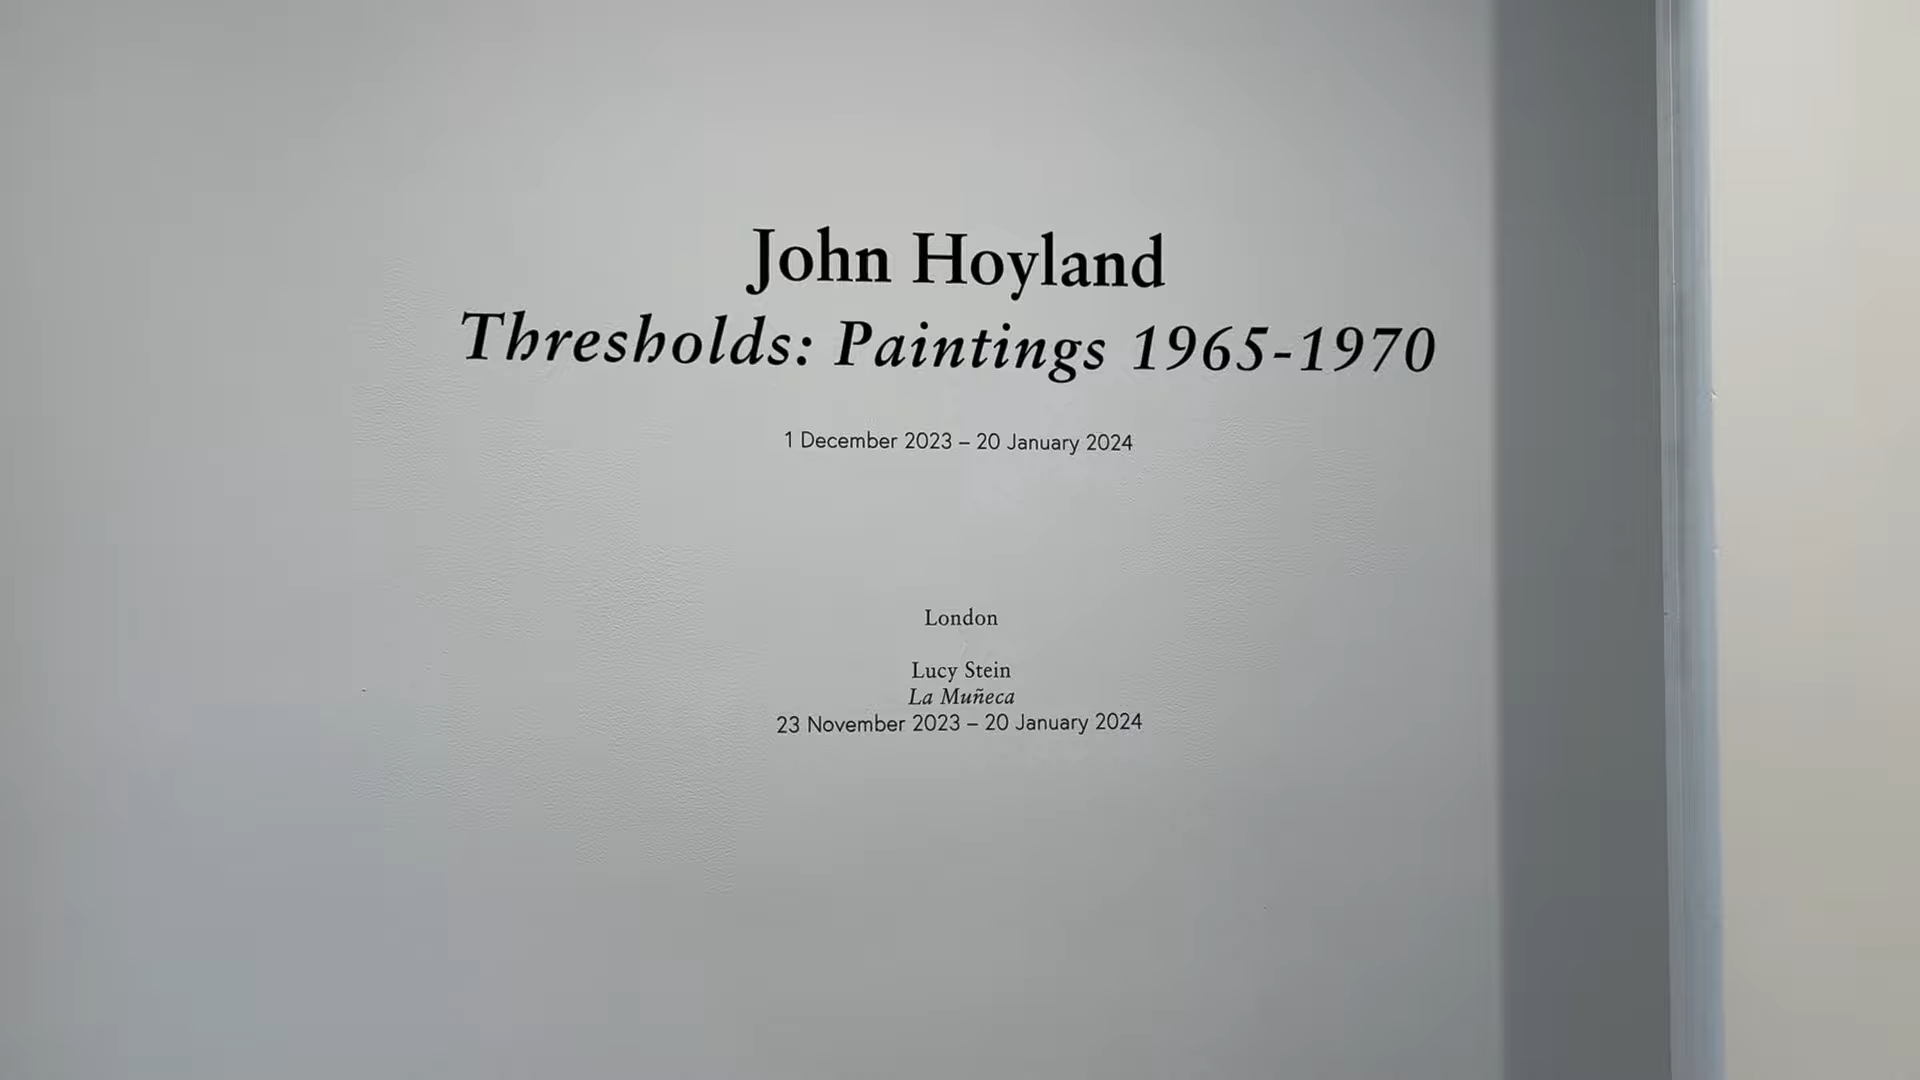 John Hoyland
Thresholds: Paintings 1965-1970
1 December 2023 – 20 January 2024
London
Lucy Stein
La Muñeca
23 November 2023 – 20 January 2024